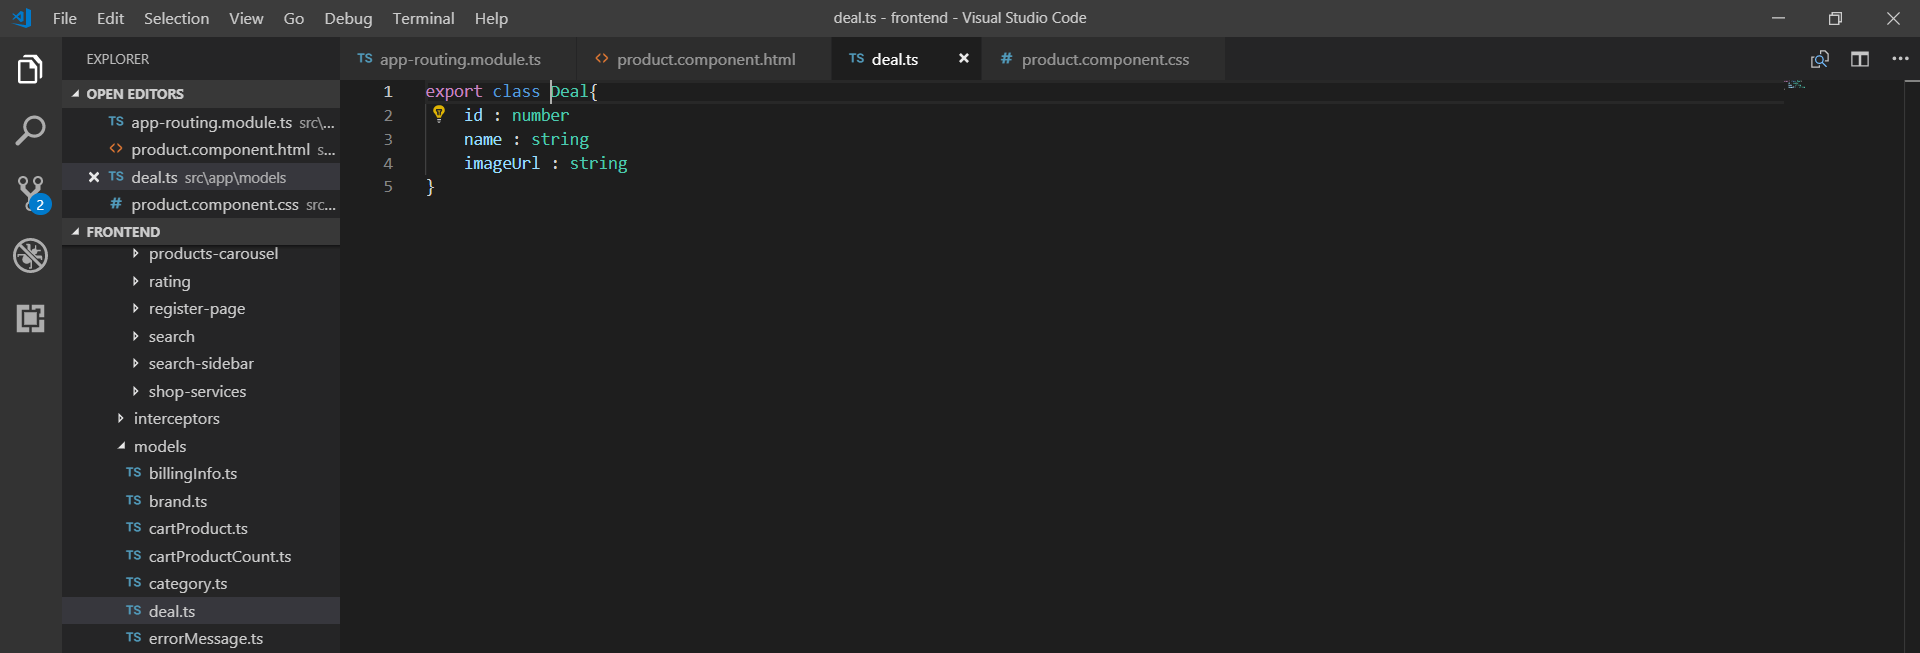 File Edit Selection View Go Debug Terminal Help
deal.ts - frontend - Visual Studio Code
EXPLORER
OPEN EDITORS
TS app-routing.module.ts src\...
<> product.component.html s...
TS deal.ts src\app\models
# product.component.css src...
2
FRONTEND
products-carousel
rating
register-page
search
search-sidebar
shop-services
interceptors
models
TS billingInfo.ts
TS brand.ts
TS cartProduct.ts
TS cartProductCount.ts
TS category.ts
TS deal.ts
TS errorMessage.ts
TS app-routing.module.ts
<> product.component.html
TS deal.ts
# product.component.css
1 export class Deal{
2 id : number
3 name : string
4 imageUrl : string
5 }